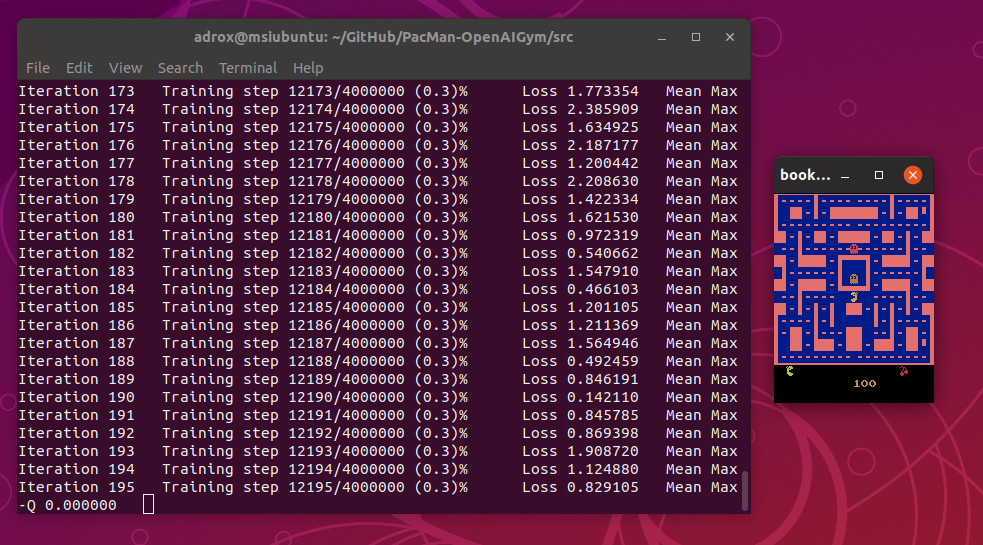 adrox@msiubuntu: ~/GitHub/PacMan-OpenAIGym/src
File Edit View Search Terminal Help
Iteration 173 Training step 12173/4000000 (0.3)% Loss 1.773354 Mean Max
Iteration 174 Training step 12174/4000000 (0.3)% Loss 2.385909 Mean Max
Iteration 175 Training step 12175/4000000 (0.3)% Loss 1.634925 Mean Max
Iteration 176 Training step 12176/4000000 (0.3)% Loss 2.187177 Mean Max
Iteration 177 Training step 12177/4000000 (0.3)% Loss 1.200442 Mean Max
Iteration 178 Training step 12178/4000000 (0.3)% Loss 2.208630 Mean Max
Iteration 179 Training step 12179/4000000 (0.3)% Loss 1.422334 Mean Max
Iteration 180 Training step 12180/4000000 (0.3)% Loss 1.621530 Mean Max
Iteration 181 Training step 12181/4000000 (0.3)% Loss 0.972319 Mean Max
Iteration 182 Training step 12182/4000000 (0.3)% Loss 0.540662 Mean Max
Iteration 183 Training step 12183/4000000 (0.3)% Loss 1.547910 Mean Max
Iteration 184 Training step 12184/4000000 (0.3)% Loss 0.466103 Mean Max
Iteration 185 Training step 12185/4000000 (0.3)% Loss 1.201105 Mean Max
Iteration 186 Training step 12186/4000000 (0.3)% Loss 1.211369 Mean Max
Iteration 187 Training step 12187/4000000 (0.3)% Loss 1.564946 Mean Max
Iteration 188 Training step 12188/4000000 (0.3)% Loss 0.492459 Mean Max
Iteration 189 Training step 12189/4000000 (0.3)% Loss 0.846191 Mean Max
Iteration 190 Training step 12190/4000000 (0.3)% Loss 0.142110 Mean Max
Iteration 191 Training step 12191/4000000 (0.3)% Loss 0.845785 Mean Max
Iteration 192 Training step 12192/4000000 (0.3)% Loss 0.869398 Mean Max
Iteration 193 Training step 12193/4000000 (0.3)% Loss 1.908720 Mean Max
Iteration 194 Training step 12194/4000000 (0.3)% Loss 1.124880 Mean Max
Iteration 195 Training step 12195/4000000 (0.3)% Loss 0.829105 Mean Max
-Q 0.000000
book...
100